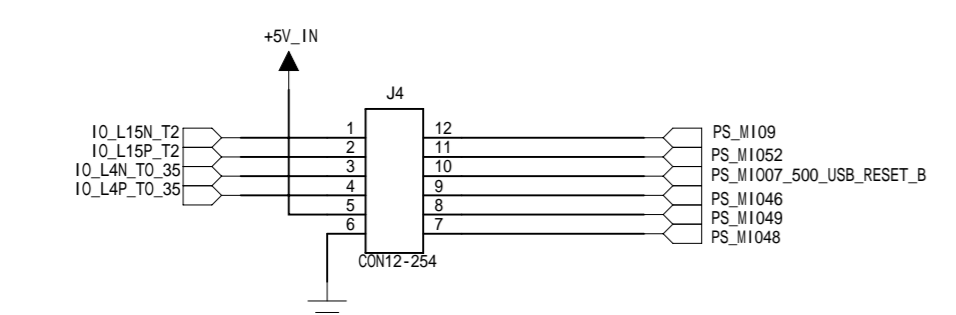 +5V_IN
J4
IO_L15N_T2 1 12 PS_MIO9
IO_L15P_T2 2 11 PS_MIO52
IO_L4N_T0_35 3 10 PS_MIO07_500_USB_RESET_B
IO_L4P_T0_35 4 9 PS_MIO46
5 8 PS_MIO49
6 7 PS_MIO48
CON12-254